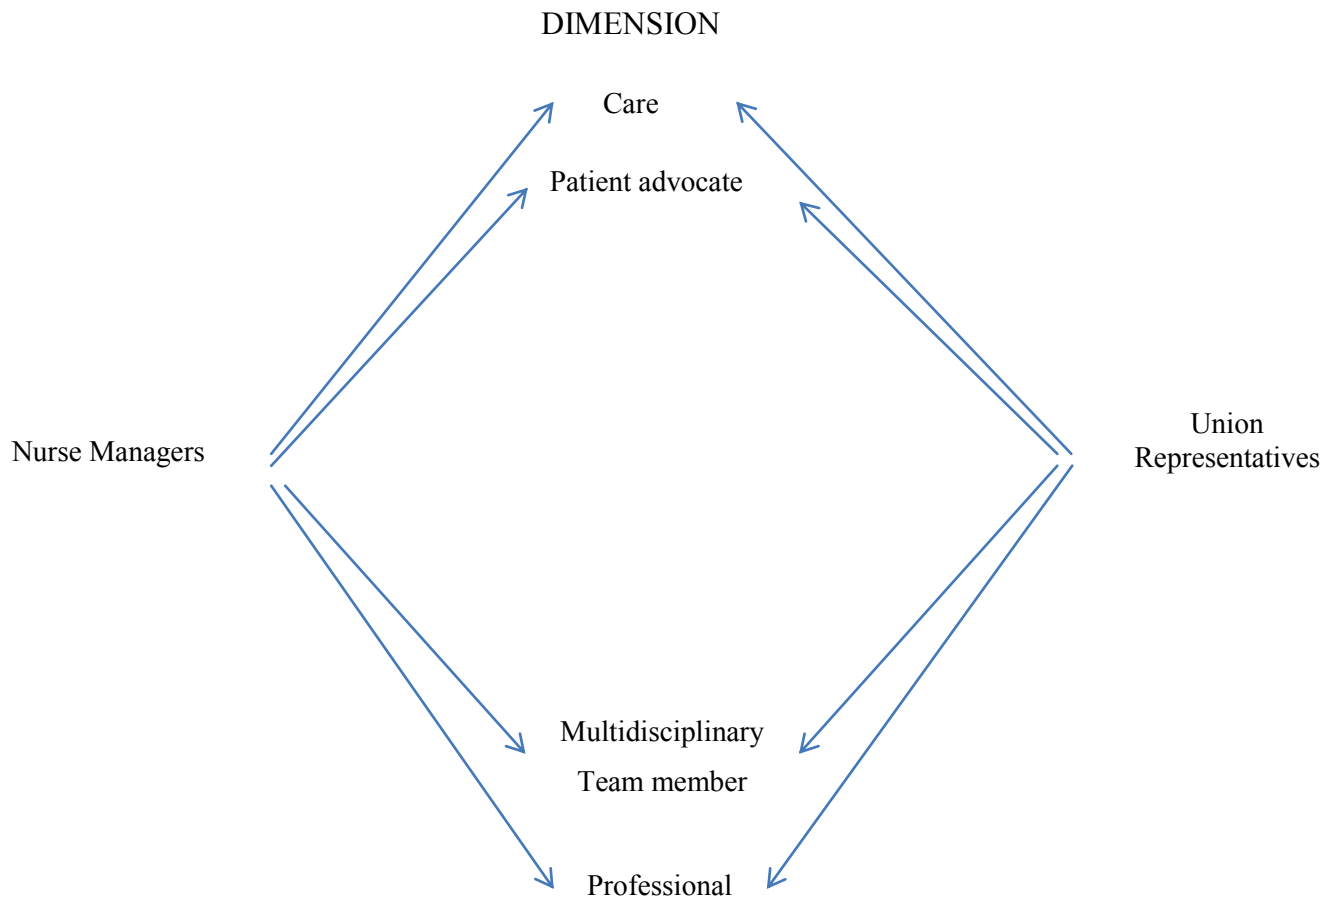 DIMENSION
Care
Patient advocate
Nurse Managers
Union
Representatives
Multidisciplinary
Team member
Professional